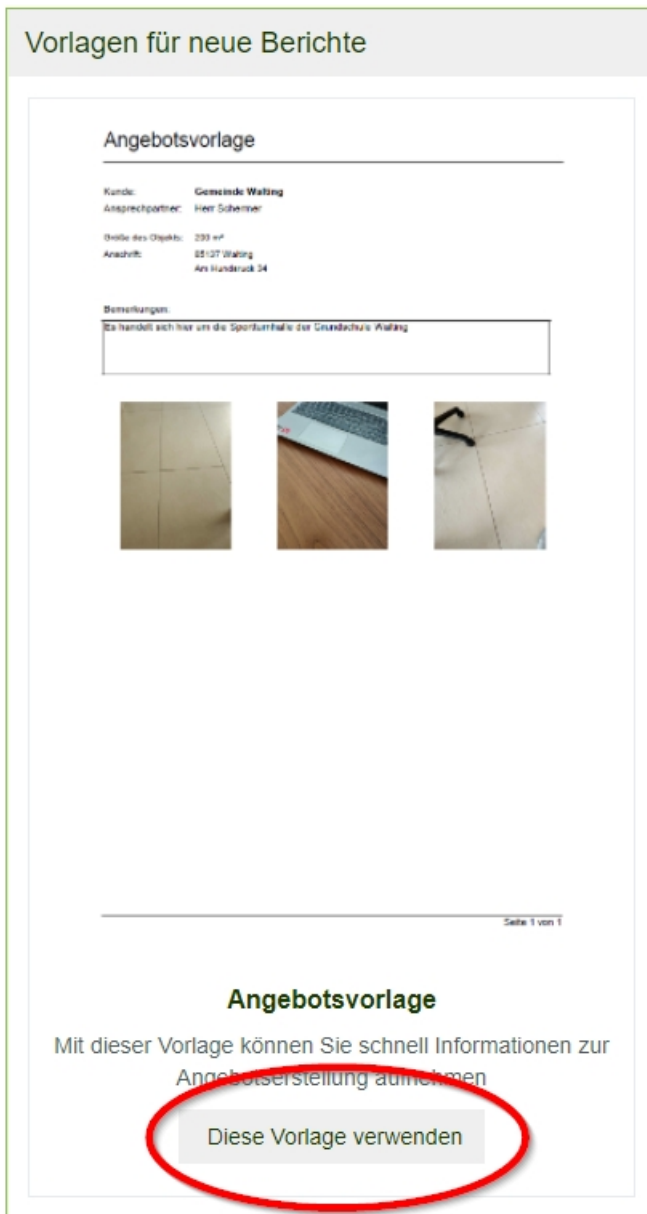 Vorlagen für neue Berichte
Angebotsvorlage
Kunde: Gemeinde Walting
Ansprechpartner: Herr Schermer
Größe des Objekts: 200 m²
Anschrift: 85137 Walting
Am Hundsruck 34
Bemerkungen:
Es handelt sich hier um die Sportturnhalle der Grundschule Walting
Seite 1 von 1
Angebotsvorlage
Mit dieser Vorlage können Sie schnell Informationen zur
Angebotserstellung aufnehmen
Diese Vorlage verwenden